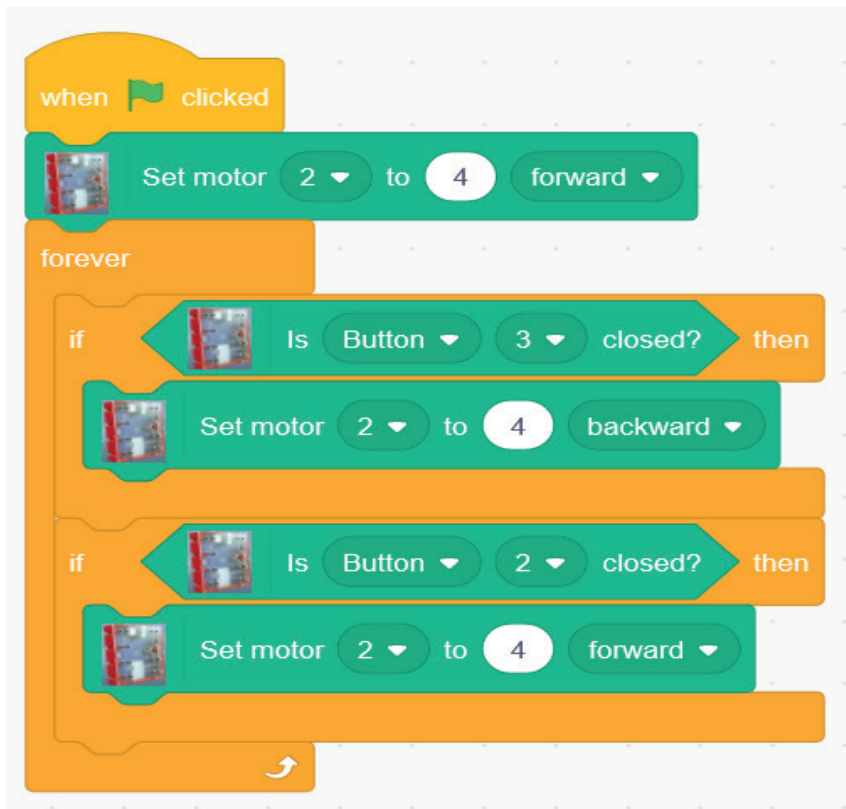 when clicked
Set motor 2 to 4 forward
forever
if Is Button 3 closed? then
Set motor 2 to 4 backward
if Is Button 2 closed? then
Set motor 2 to 4 forward